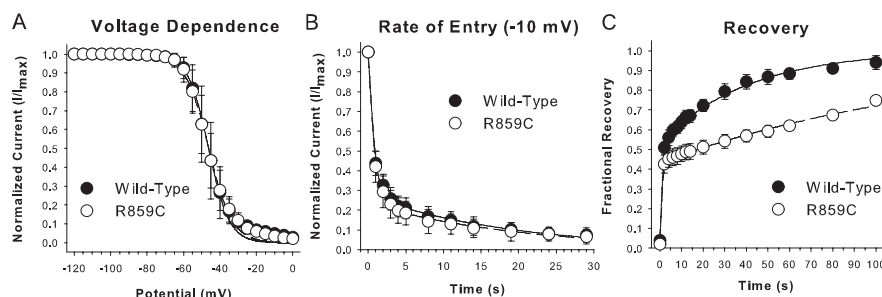 A
Voltage Dependence
Normalized Current (I/Imax)
1.0
0.9
0.8
0.7
0.6
0.5
0.4
0.3
0.2
0.1
0.0
Wild-Type
R859C
-120 -100 -80 -60 -40 -20 0
Potential (mV)
B
Rate of Entry (-10 mV)
Normalized Current (I/Imax)
1.0
0.9
0.8
0.7
0.6
0.5
0.4
0.3
0.2
0.1
0.0
Wild-Type
R859C
0 5 10 15 20 25 30
Time (s)
C
Recovery
Fractional Recovery
1.0
0.9
0.8
0.7
0.6
0.5
0.4
0.3
0.2
0.1
0.0
Wild-Type
R859C
0 10 20 30 40 50 60 70 80 90 100
Time (s)